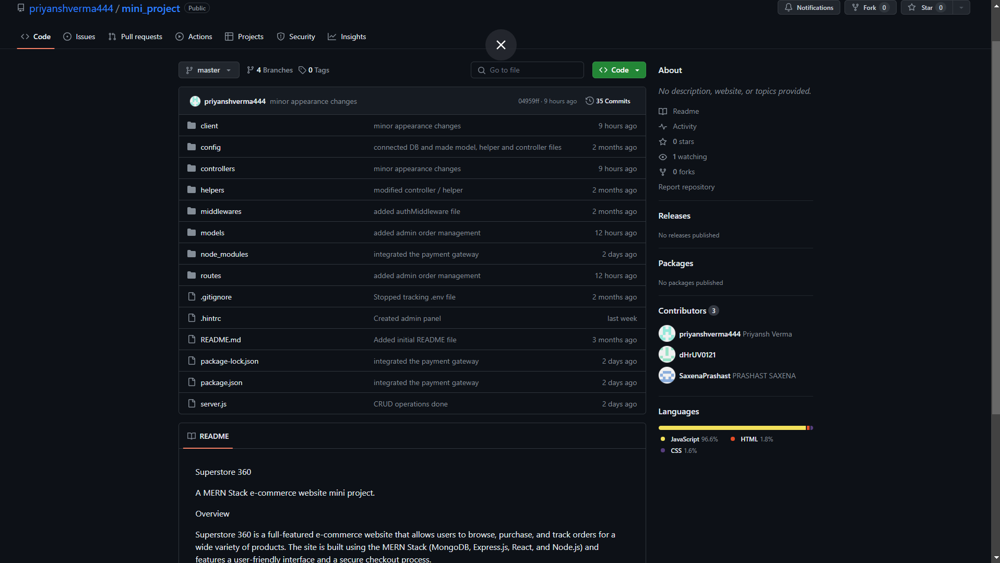 priyanshverma444 / mini_project Public
Notifications Fork 0 Star 0
Code Issues Pull requests Actions Projects Security Insights
master 4 Branches 0 Tags Go to file Code
priyanshverma444 minor appearance changes 04959ff · 9 hours ago 35 Commits
client minor appearance changes 9 hours ago
config connected DB and made model, helper and controller files 2 months ago
controllers minor appearance changes 9 hours ago
helpers modified controller / helper 2 months ago
middlewares added authMiddleware file 2 months ago
models added admin order management 12 hours ago
node_modules integrated the payment gateway 2 days ago
routes added admin order management 12 hours ago
.gitignore Stopped tracking .env file 2 months ago
.hintrc Created admin panel last week
README.md Added initial README file 3 months ago
package-lock.json integrated the payment gateway 2 days ago
package.json integrated the payment gateway 2 days ago
server.js CRUD operations done 2 days ago
README
Superstore 360
A MERN Stack e-commerce website mini project.
Overview
Superstore 360 is a full-featured e-commerce website that allows users to browse, purchase, and track orders for a
wide variety of products. The site is built using the MERN Stack (MongoDB, Express.js, React, and Node.js) and
features a user-friendly interface and a secure checkout process.
About
No description, website, or topics provided.
Readme
Activity
0 stars
1 watching
0 forks
Report repository
Releases
No releases published
Packages
No packages published
Contributors 3
priyanshverma444 Priyansh Verma
dHrUV0121
SaxenaPrashast PRASHAST SAXENA
Languages
JavaScript 96.6% HTML 1.8%
CSS 1.6%